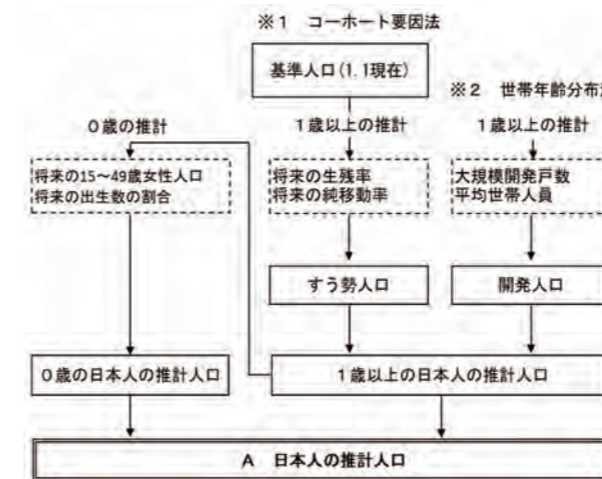 ※１ コーホート要因法
基準人口(1.1現在)
※２ 世帯年齢分布
０歳の推計
１歳以上の推計
１歳以上の推計
将来の15～49歳女性人口
将来の出生数の割合
将来の生残率
将来の純移動率
大規模開発戸数
平均世帯人員
すう勢人口
開発人口
０歳の日本人の推計人口
１歳以上の日本人の推計人口
Ａ 日本人の推計人口